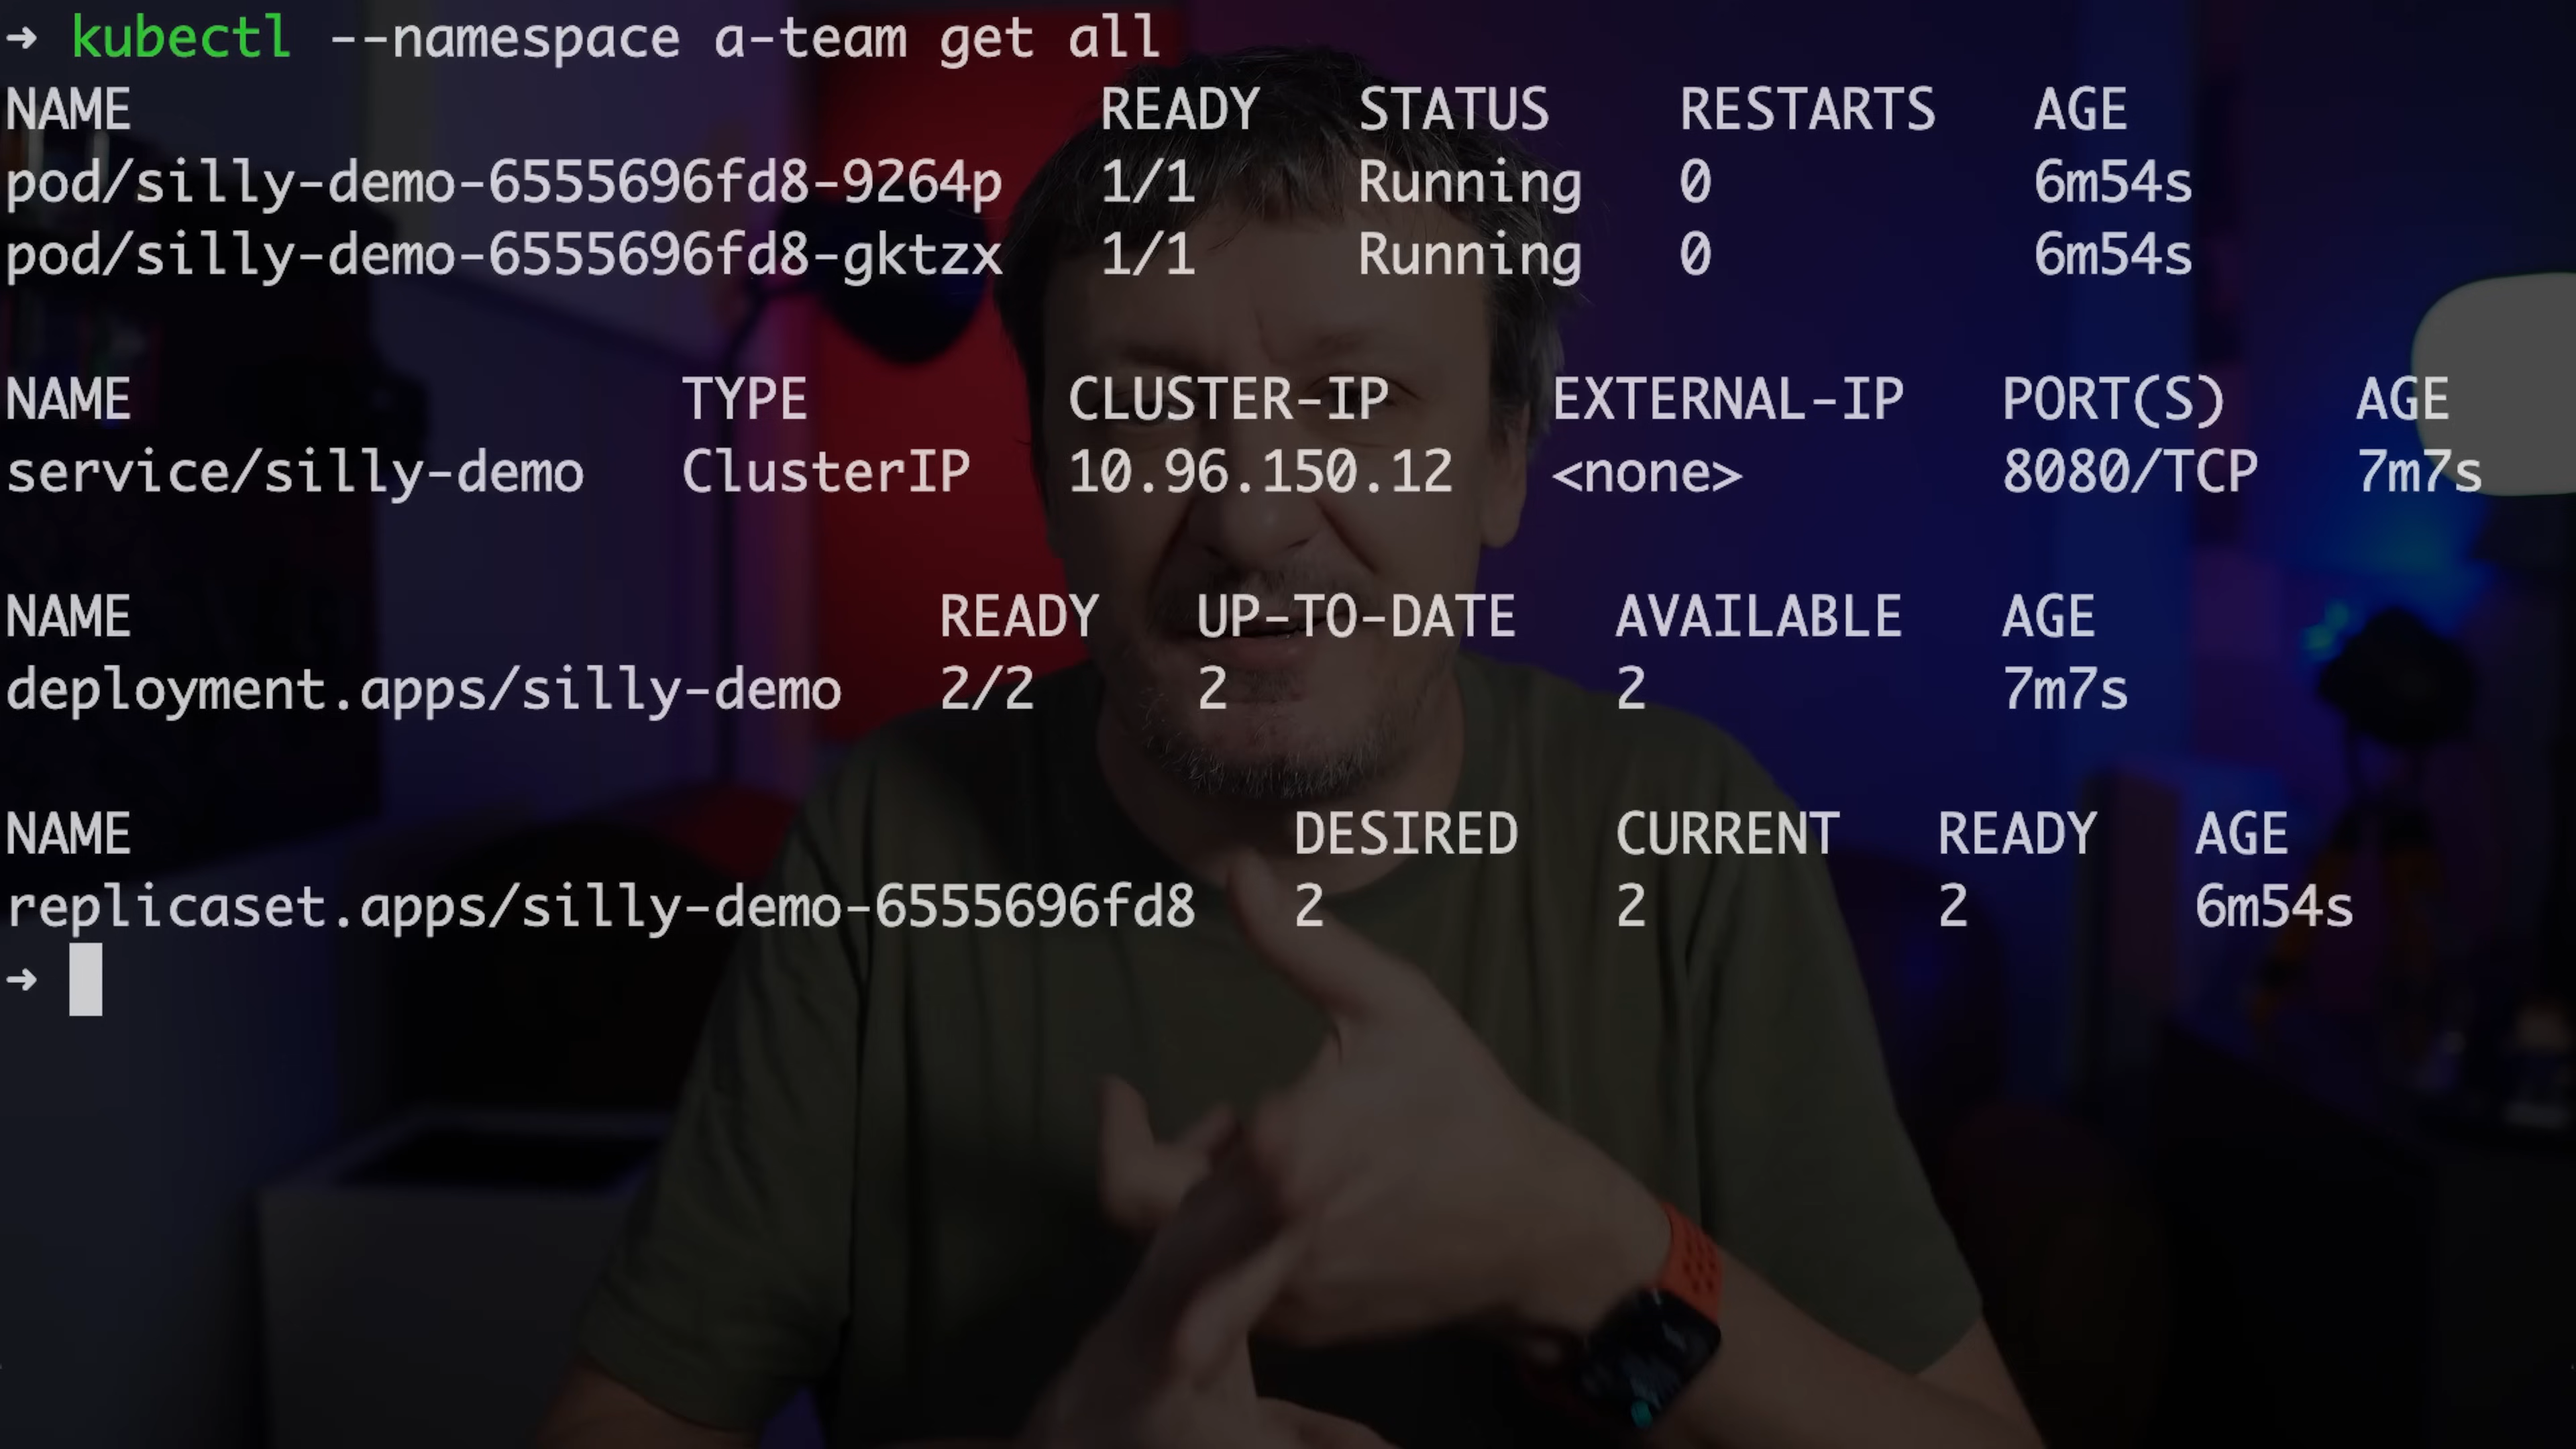 ➜ kubectl --namespace a-team get all
NAME READY STATUS RESTARTS AGE
pod/silly-demo-6555696fd8-9264p 1/1 Running 0 6m54s
pod/silly-demo-6555696fd8-gktzx 1/1 Running 0 6m54s
NAME TYPE CLUSTER-IP EXTERNAL-IP PORT(S) AGE
service/silly-demo ClusterIP 10.96.150.12 <none> 8080/TCP 7m7s
NAME READY UP-TO-DATE AVAILABLE AGE
deployment.apps/silly-demo 2/2 2 2 7m7s
NAME DESIRED CURRENT READY AGE
replicaset.apps/silly-demo-6555696fd8 2 2 2 6m54s
➜